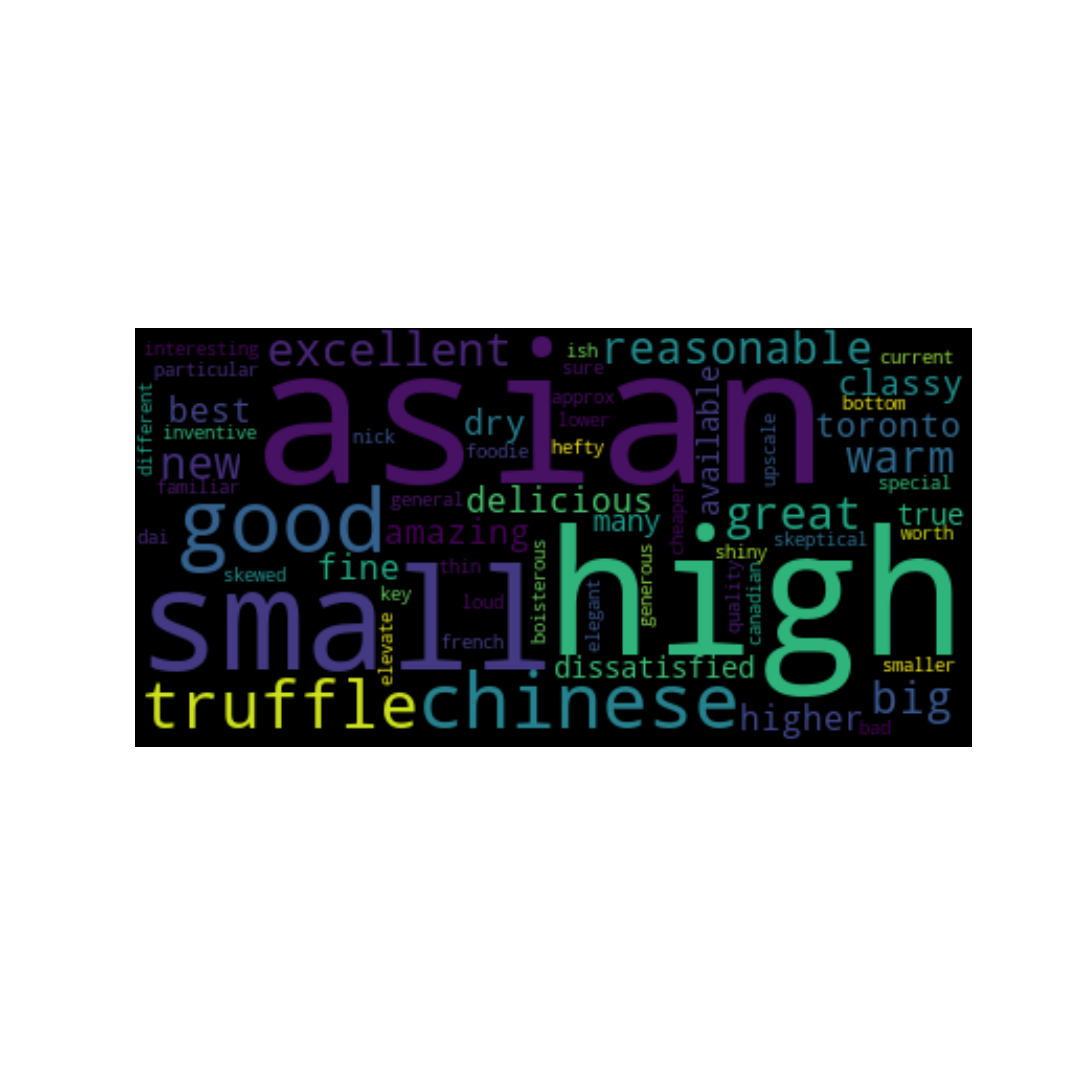 interesting
excellent
ish
reasonable
current
particular
sure
classy
different
best
asian
approx
available
bottom
inventive
nick
dry
lower
upscale
toronto
new
foodie
hefty
warm
familiar
special
good
general
delicious
cheaper
great
true
dai
amazing
many
skeptical
worth
shiny
skewed
fine
thin
boisterous
high
generous
quality
canadian
small
key
loud
elegant
elevate
french
dissatisfied
smaller
truffle
chinese
higher
big
bad